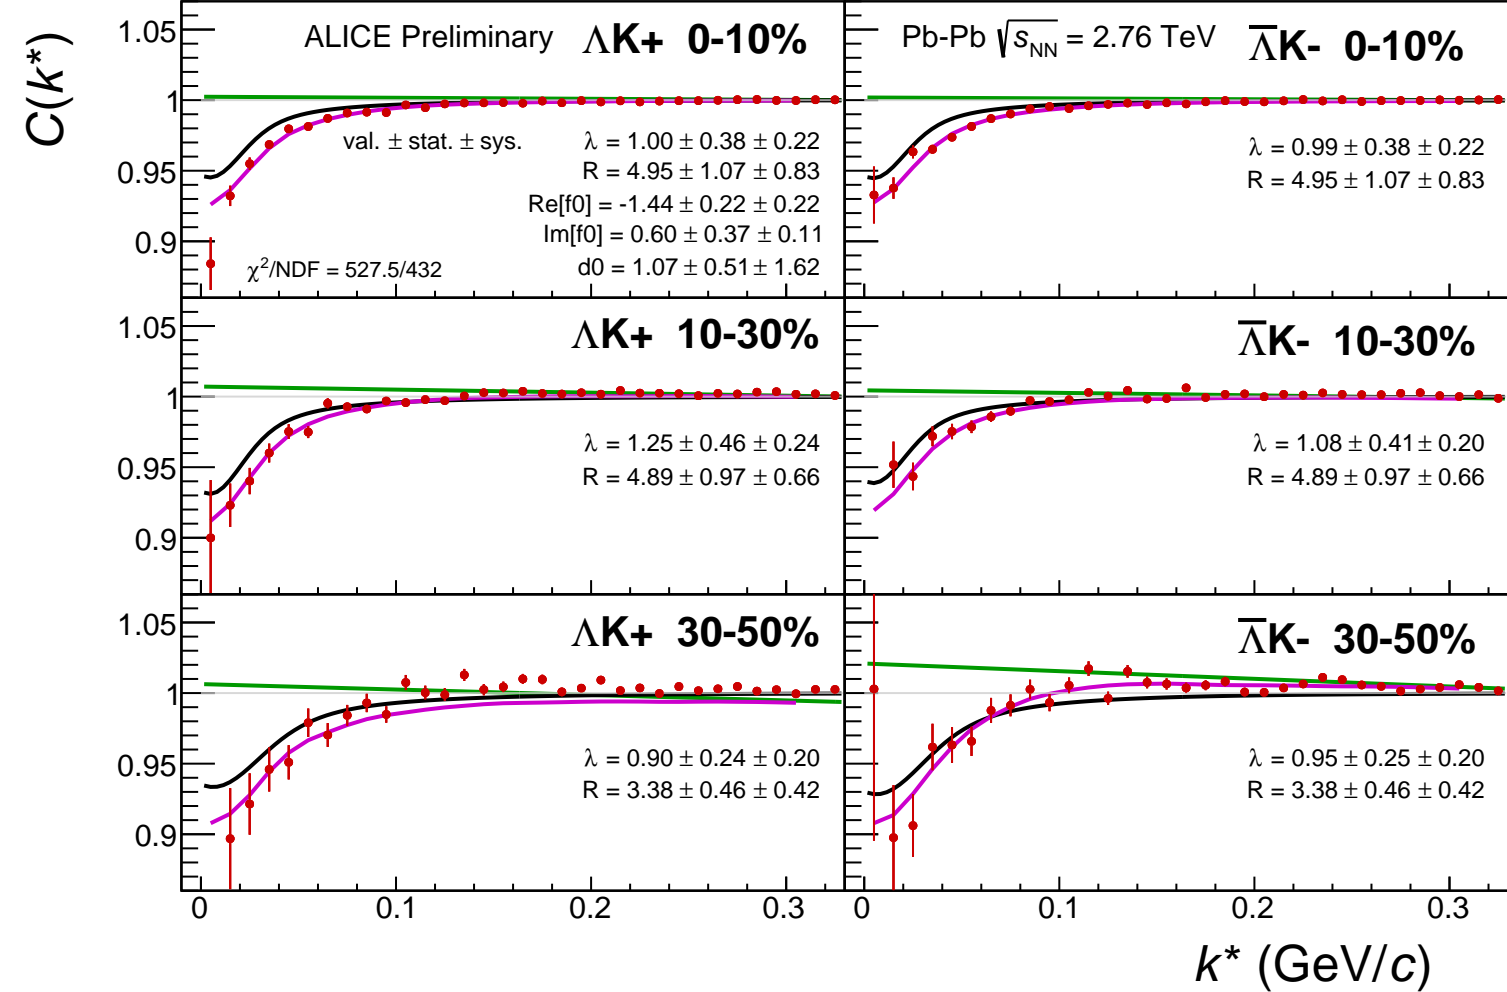 C(k*)
ALICE Preliminary ΛK+ 0-10%
1.05
1
0.95
0.9
val. ± stat. ± sys.
λ = 1.00 ± 0.38 ± 0.22
R = 4.95 ± 1.07 ± 0.83
Re[f0] = -1.44 ± 0.22 ± 0.22
Im[f0] = 0.60 ± 0.37 ± 0.11
d0 = 1.07 ± 0.51 ± 1.62
χ²/NDF = 527.5/432
Pb-Pb √s_NN = 2.76 TeV Λ̅K- 0-10%
λ = 0.99 ± 0.38 ± 0.22
R = 4.95 ± 1.07 ± 0.83
ΛK+ 10-30%
1.05
1
0.95
0.9
λ = 1.25 ± 0.46 ± 0.24
R = 4.89 ± 0.97 ± 0.66
Λ̅K- 10-30%
λ = 1.08 ± 0.41 ± 0.20
R = 4.89 ± 0.97 ± 0.66
ΛK+ 30-50%
1.05
1
0.95
0.9
λ = 0.90 ± 0.24 ± 0.20
R = 3.38 ± 0.46 ± 0.42
Λ̅K- 30-50%
λ = 0.95 ± 0.25 ± 0.20
R = 3.38 ± 0.46 ± 0.42
0 0.1 0.2 0.3
0 0.1 0.2 0.3
k* (GeV/c)